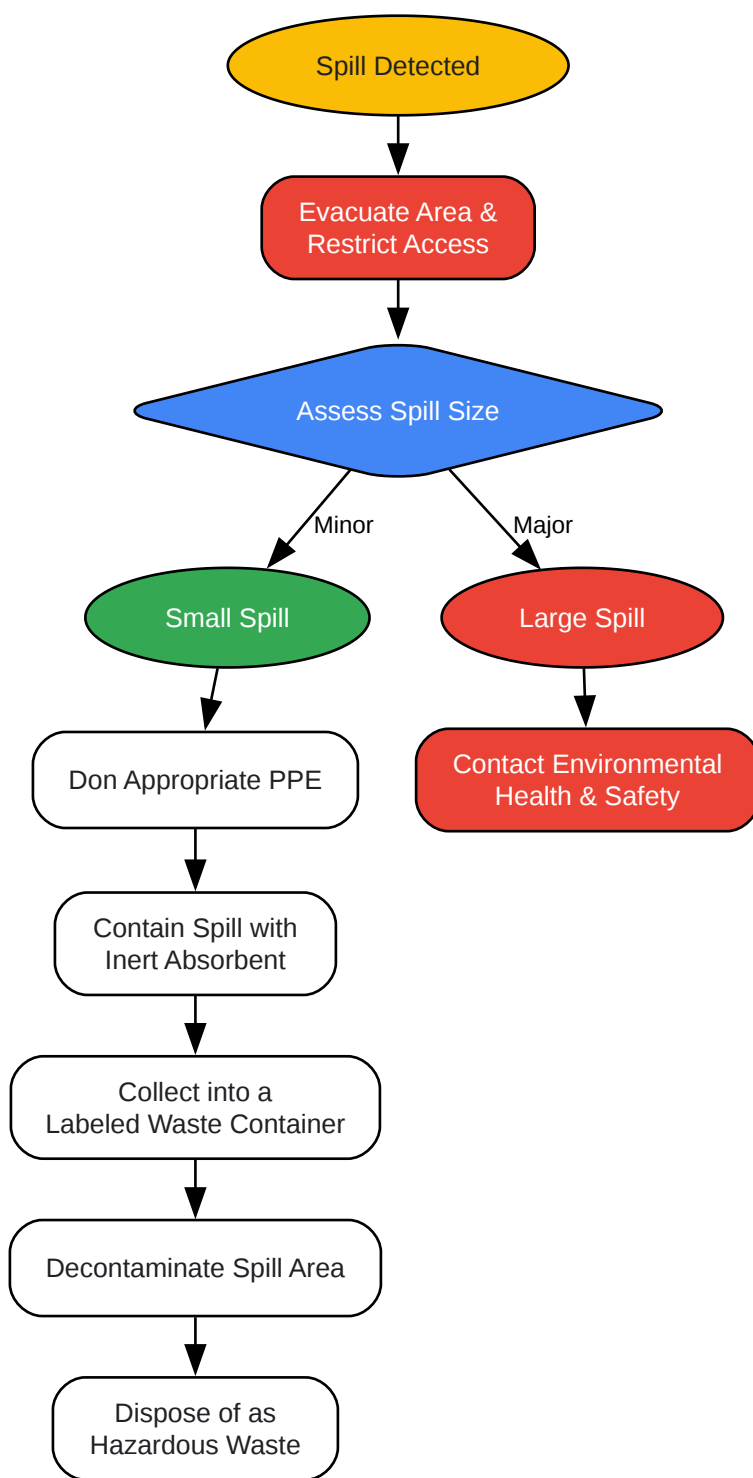 Spill Detected
Evacuate Area &
Restrict Access
Assess Spill Size
Minor
Major
Small Spill
Large Spill
Don Appropriate PPE
Contact Environmental
Health & Safety
Contain Spill with
Inert Absorbent
Collect into a
Labeled Waste Container
Decontaminate Spill Area
Dispose of as
Hazardous Waste